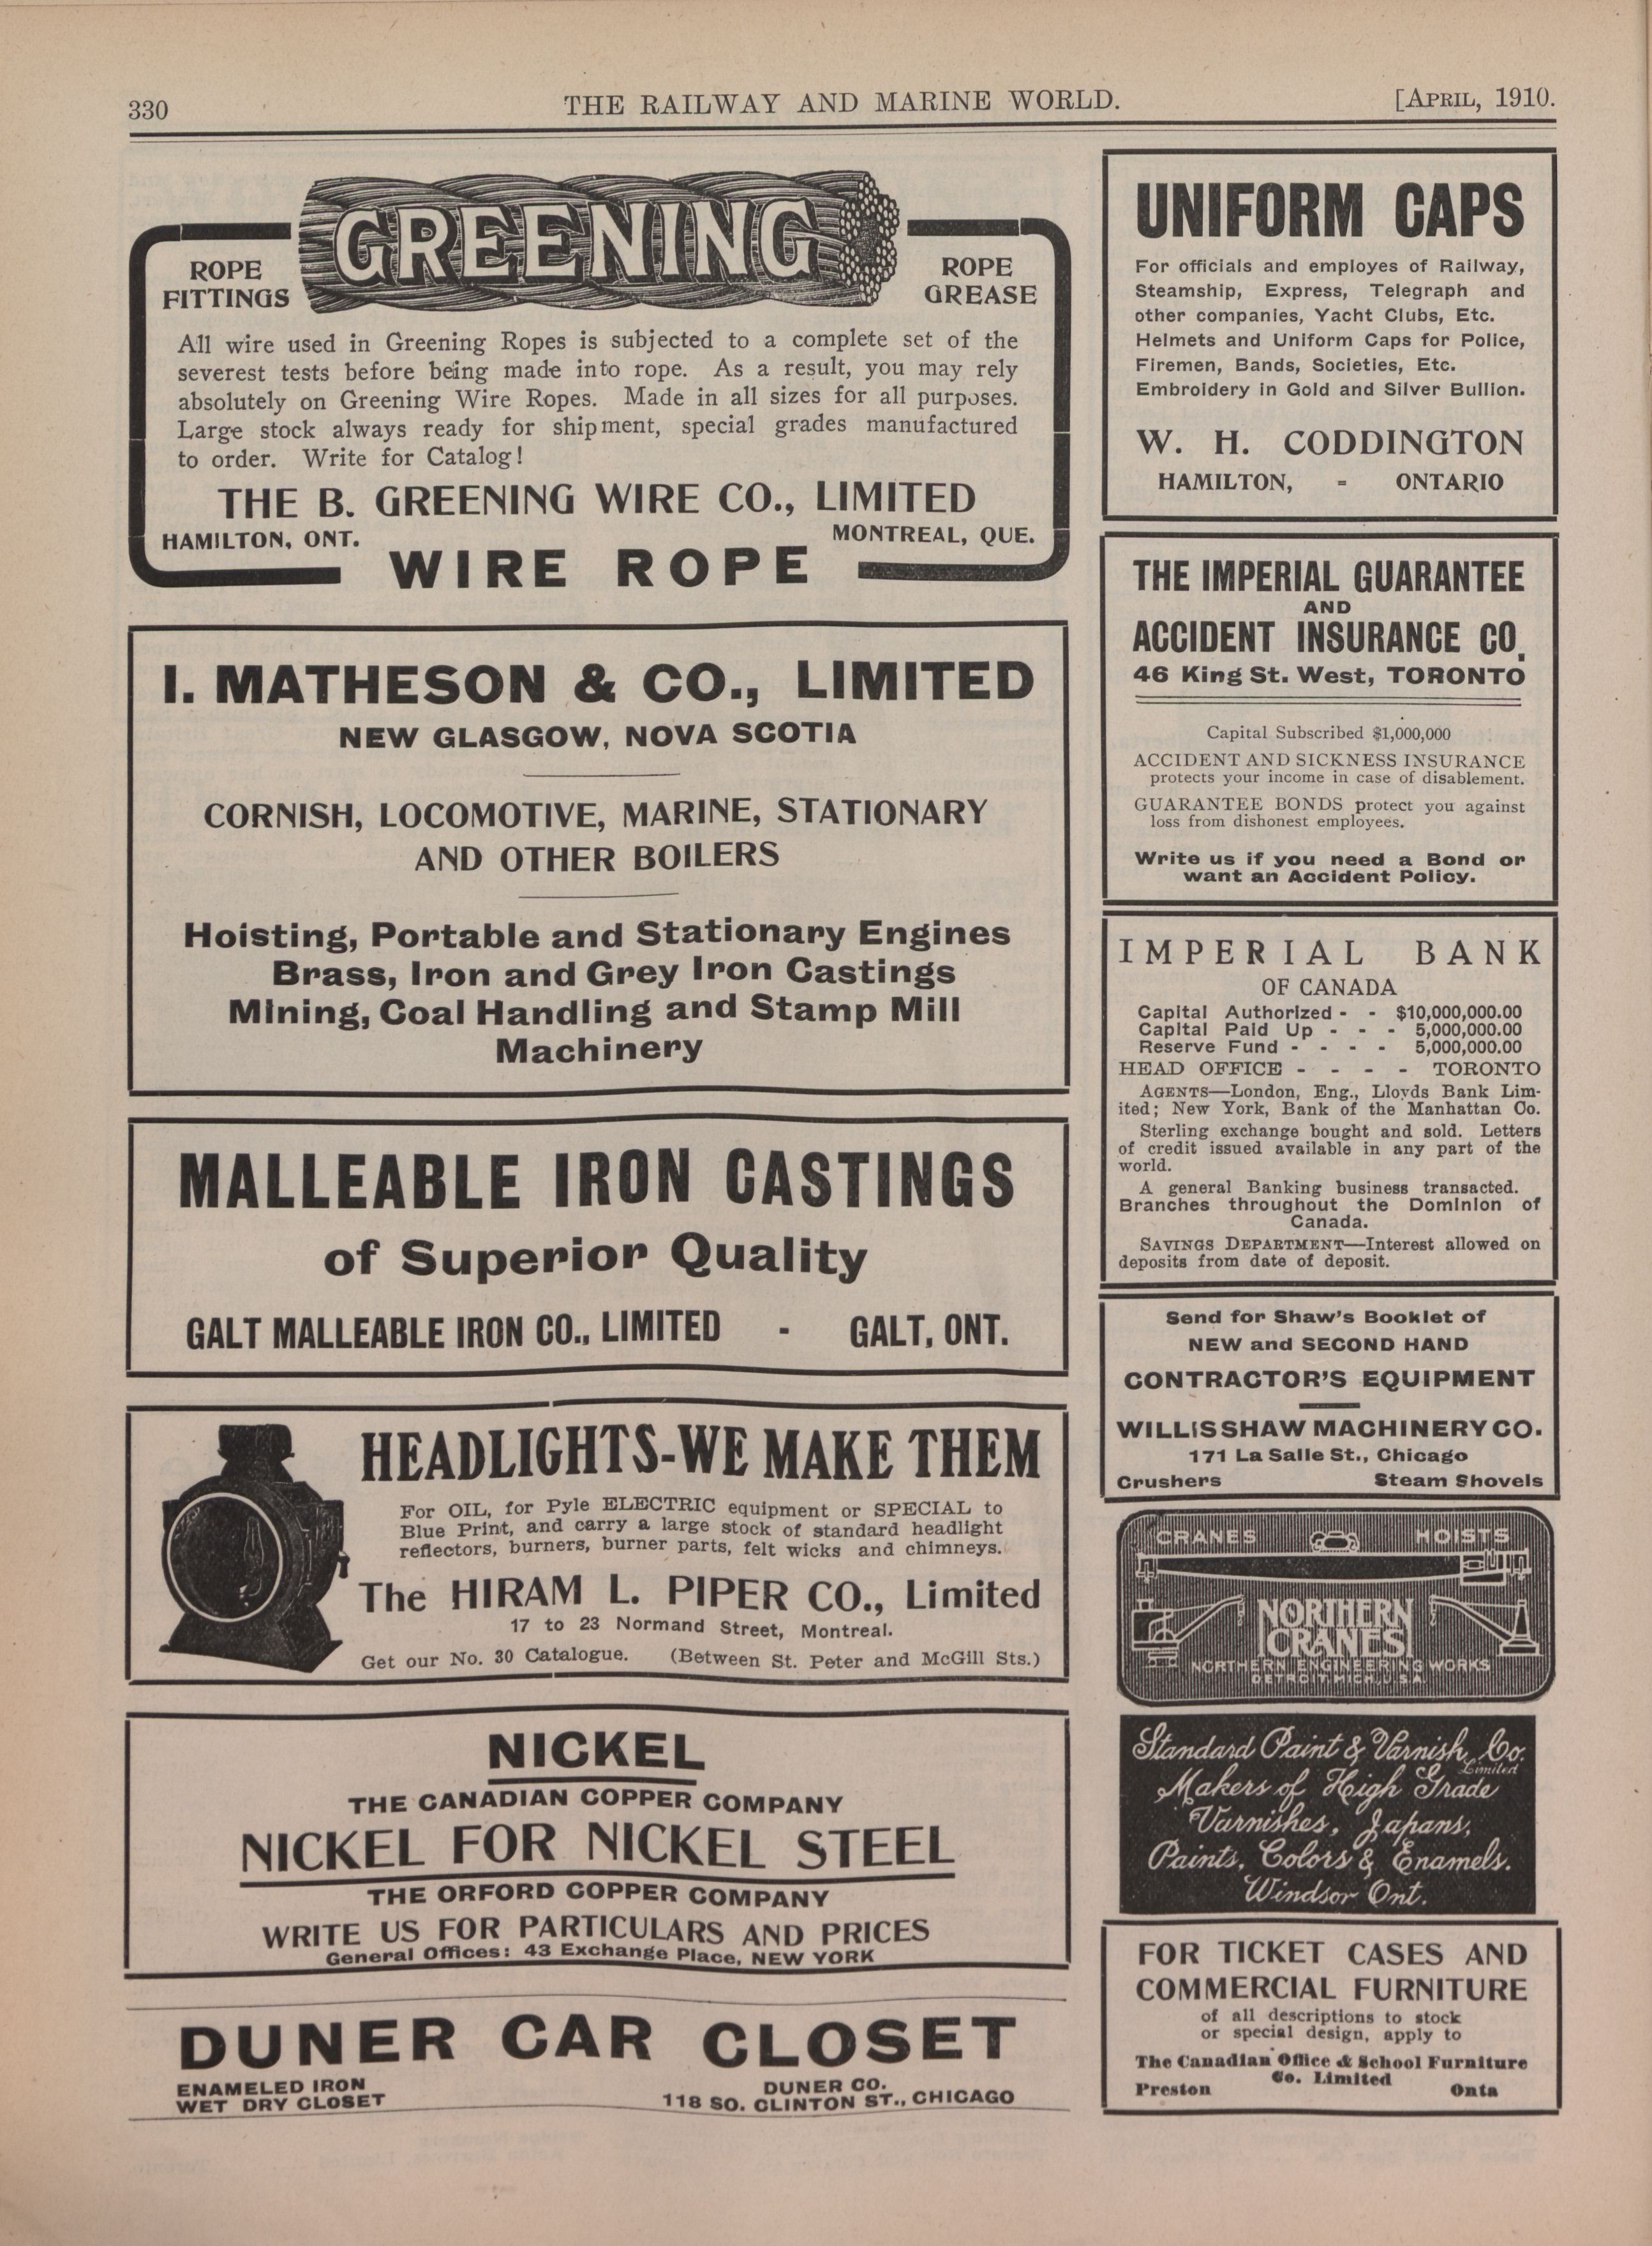 330
THE RAILWAY AND MARINE WORLD.
[APRIL, 1910.
GREENING
ROPE
FITTINGS
ROPE
GREASE
All wire used in Greening Ropes is subjected to a complete set of the
severest tests before being made into rope. As a result, you may rely
absolutely on Greening Wire Ropes. Made in all sizes for all purposes.
Large stock always ready for shipment, special grades manufactured
to order. Write for Catalog!
THE B. GREENING WIRE CO., LIMITED
HAMILTON, ONT.
MONTREAL, QUE.
WIRE ROPE
I. MATHESON & CO., LIMITED
NEW GLASGOW, NOVA SCOTIA
CORNISH, LOCOMOTIVE, MARINE, STATIONARY
AND OTHER BOILERS
Hoisting, Portable and Stationary Engines
Brass, Iron and Grey Iron Castings
Mining, Coal Handling and Stamp Mill
Machinery
MALLEABLE IRON CASTINGS
of Superior Quality
GALT MALLEABLE IRON CO., LIMITED - GALT, ONT.
HEADLIGHTS-WE MAKE THEM
For OIL, for Pyle ELECTRIC equipment or SPECIAL to
Blue Print, and carry a large stock of standard headlight
reflectors, burners, burner parts, felt wicks and chimneys.
The HIRAM L. PIPER CO., Limited
17 to 23 Normand Street, Montreal.
Get our No. 30 Catalogue. (Between St. Peter and McGill Sts.)
NICKEL
THE CANADIAN COPPER COMPANY
NICKEL FOR NICKEL STEEL
THE ORFORD COPPER COMPANY
WRITE US FOR PARTICULARS AND PRICES
General Offices: 43 Exchange Place, NEW YORK
DUNER CAR CLOSET
ENAMELED IRON
WET DRY CLOSET
DUNER CO.
118 SO. CLINTON ST., CHICAGO
UNIFORM CAPS
For officials and employes of Railway,
Steamship, Express, Telegraph and
other companies, Yacht Clubs, Etc.
Helmets and Uniform Caps for Police,
Firemen, Bands, Societies, Etc.
Embroidery in Gold and Silver Bullion.
W. H. CODDINGTON
HAMILTON, - ONTARIO
THE IMPERIAL GUARANTEE
AND
ACCIDENT INSURANCE CO.
46 King St. West, TORONTO
Capital Subscribed $1,000,000
ACCIDENT AND SICKNESS INSURANCE
protects your income in case of disablement.
GUARANTEE BONDS protect you against
loss from dishonest employees.
Write us if you need a Bond or
want an Accident Policy.
IMPERIAL BANK
OF CANADA
Capital Authorized - - $10,000,000.00
Capital Paid Up - - - 5,000,000.00
Reserve Fund - - - - 5,000,000.00
HEAD OFFICE - - - - TORONTO
AGENTS—London, Eng., Lloyds Bank Lim-
ited; New York, Bank of the Manhattan Co.
Sterling exchange bought and sold. Letters
of credit issued available in any part of the
world.
A general Banking business transacted.
Branches throughout the Dominion of
Canada.
SAVINGS DEPARTMENT—Interest allowed on
deposits from date of deposit.
Send for Shaw's Booklet of
NEW and SECOND HAND
CONTRACTOR'S EQUIPMENT
WILLIS SHAW MACHINERY CO.
171 La Salle St., Chicago
Crushers Steam Shovels
CRANES HOISTS
NORTHERN
CRANES
NORTHERN ENGINEERING WORKS
DETROIT, MICH., U.S.A.
Standard Paint & Varnish Co.
Limited
Makers of High Grade
Varnishes, Japans,
Paints, Colors & Enamels.
Windsor Ont.
FOR TICKET CASES AND
COMMERCIAL FURNITURE
of all descriptions to stock
or special design, apply to
The Canadian Office & School Furniture
Co. Limited
Preston Onta